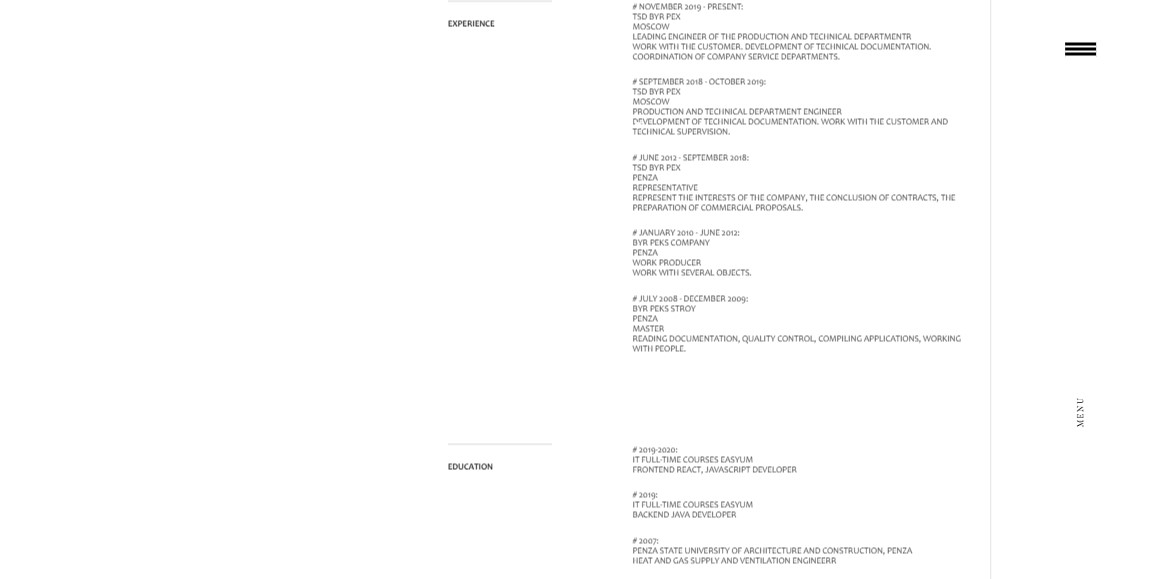 EXPERIENCE
# NOVEMBER 2019 - PRESENT:
TSD BYR PEX
MOSCOW
LEADING ENGINEER OF THE PRODUCTION AND TECHNICAL DEPARTMENTR
WORK WITH THE CUSTOMER. DEVELOPMENT OF TECHNICAL DOCUMENTATION.
COORDINATION OF COMPANY SERVICE DEPARTMENTS.
# SEPTEMBER 2018 - OCTOBER 2019:
TSD BYR PEX
MOSCOW
PRODUCTION AND TECHNICAL DEPARTMENT ENGINEER
DEVELOPMENT OF TECHNICAL DOCUMENTATION. WORK WITH THE CUSTOMER AND
TECHNICAL SUPERVISION.
# JUNE 2012 - SEPTEMBER 2018:
TSD BYR PEX
PENZA
REPRESENTATIVE
REPRESENT THE INTERESTS OF THE COMPANY, THE CONCLUSION OF CONTRACTS, THE
PREPARATION OF COMMERCIAL PROPOSALS.
# JANUARY 2010 - JUNE 2012:
BYR PEKS COMPANY
PENZA
WORK PRODUCER
WORK WITH SEVERAL OBJECTS.
# JULY 2008 - DECEMBER 2009:
BYR PEKS STROY
PENZA
MASTER
READING DOCUMENTATION, QUALITY CONTROL, COMPILING APPLICATIONS, WORKING
WITH PEOPLE.
MENU
EDUCATION
# 2019-2020:
IT FULL-TIME COURSES EASYUM
FRONTEND REACT, JAVASCRIPT DEVELOPER
# 2019:
IT FULL-TIME COURSES EASYUM
BACKEND JAVA DEVELOPER
# 2007:
PENZA STATE UNIVERSITY OF ARCHITECTURE AND CONSTRUCTION, PENZA
HEAT AND GAS SUPPLY AND VENTILATION ENGINEERR